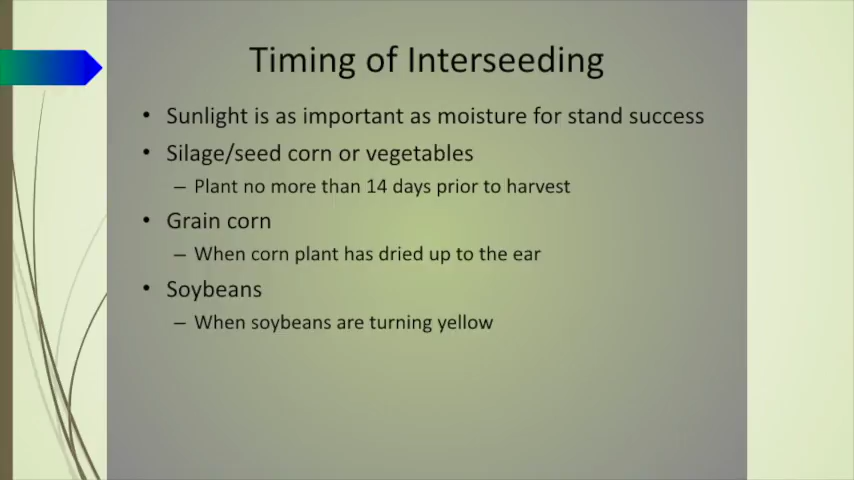 Timing of Interseeding
• Sunlight is as important as moisture for stand success
• Silage/seed corn or vegetables
– Plant no more than 14 days prior to harvest
• Grain corn
– When corn plant has dried up to the ear
• Soybeans
– When soybeans are turning yellow